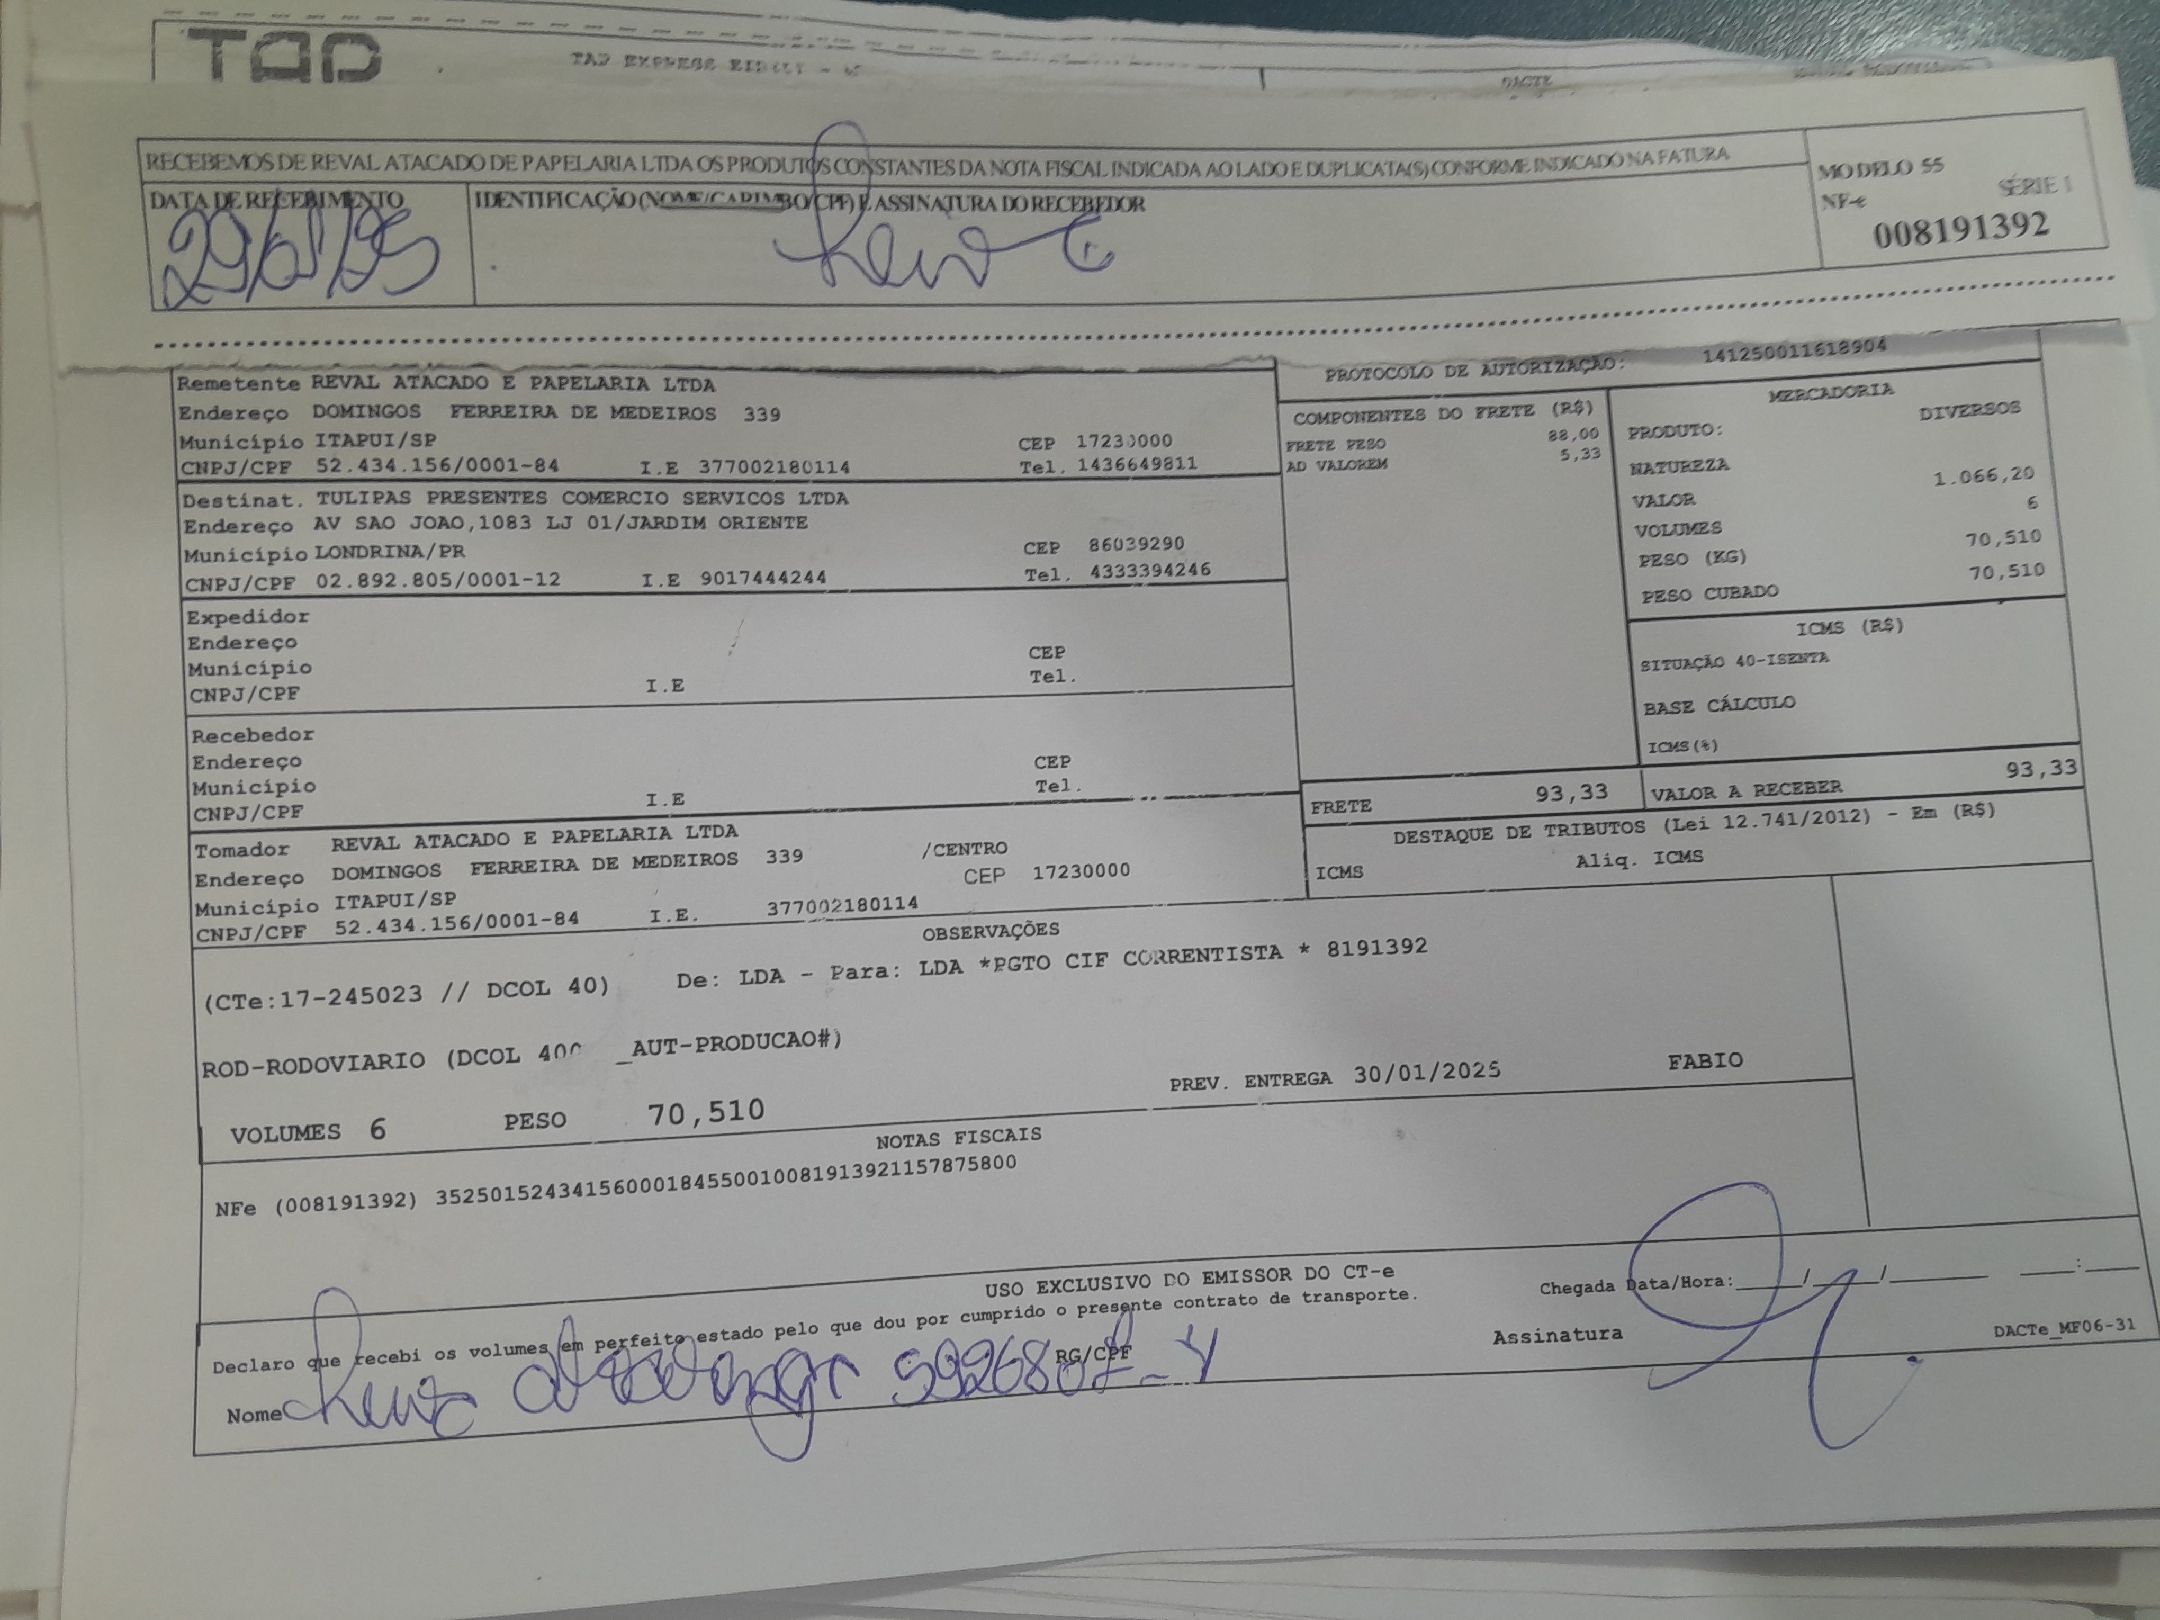 TAD
TAD EXPRESS EIRELI -
DACTE
RECEBEMOS DE REVAL ATACADO DE PAPELARIA LTDA OS PRODUTOS CONSTANTES DA NOTA FISCAL INDICADA AO LADO E DUPLICATA(S) CONFORME INDICADO NA FATURA
MODELO 55
DATA DE RECEBIMENTO IDENTIFICAÇÃO (NOME/CARIMBO/CPF) E ASSINATURA DO RECEBEDOR
NF-e SÉRIE 1
008191392
PROTOCOLO DE AUTORIZAÇÃO: 141250011618904
Remetente REVAL ATACADO E PAPELARIA LTDA
Endereço DOMINGOS FERREIRA DE MEDEIROS 339
Município ITAPUI/SP CEP 17230000
CNPJ/CPF 52.434.156/0001-84 I.E 377002180114 Tel. 1436649811
Destinat. TULIPAS PRESENTES COMERCIO SERVICOS LTDA
Endereço AV SAO JOAO,1083 LJ 01/JARDIM ORIENTE
Município LONDRINA/PR CEP 86039290
CNPJ/CPF 02.892.805/0001-12 I.E 9017444244 Tel. 4333394246
Expedidor
Endereço
Município CEP
CNPJ/CPF I.E Tel.
Recebedor
Endereço
Município CEP
CNPJ/CPF I.E Tel.
Tomador REVAL ATACADO E PAPELARIA LTDA
Endereço DOMINGOS FERREIRA DE MEDEIROS 339 /CENTRO
Município ITAPUI/SP CEP 17230000
CNPJ/CPF 52.434.156/0001-84 I.E. 377002180114
COMPONENTES DO FRETE (R$)
FRETE PESO 88,00
AD VALOREM 5,33
MERCADORIA
PRODUTO: DIVERSOS
NATUREZA
VALOR 1.066,20
VOLUMES 6
PESO (KG) 70,510
PESO CUBADO 70,510
ICMS (R$)
SITUAÇÃO 40-ISENTA
BASE CÁLCULO
ICMS(%)
FRETE 93,33 VALOR A RECEBER 93,33
DESTAQUE DE TRIBUTOS (Lei 12.741/2012) - Em (R$)
ICMS Aliq. ICMS
OBSERVAÇÕES
(CTe:17-245023 // DCOL 40) De: LDA - Para: LDA *PGTO CIF CORRENTISTA * 8191392
ROD-RODOVIARIO (DCOL 400 _AUT-PRODUCAO#)
PREV. ENTREGA 30/01/2025 FABIO
VOLUMES 6 PESO 70,510
NOTAS FISCAIS
NFe (008191392) 35250152434156000184550010081913921157875800
USO EXCLUSIVO DO EMISSOR DO CT-e
Declaro que recebi os volumes em perfeito estado pelo que dou por cumprido o presente contrato de transporte.
Chegada Data/Hora:____/____/______ ____:____
Nome RG/CPF Assinatura
DACTe_MF06-31